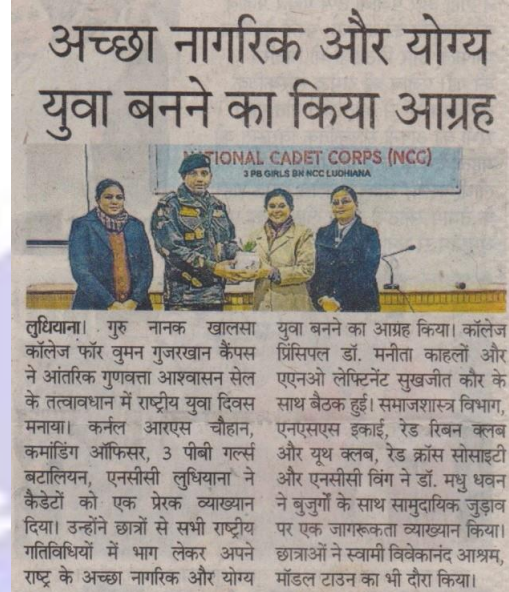 अच्छा नागरिक और योग्य
युवा बनने का किया आग्रह
NATIONAL CADET CORPS (NCC)
3 PB GIRLS BN NCC LUDHIANA
लुधियाना। गुरु नानक खालसा
कॉलेज फॉर वुमन गुजरखान कैंपस
ने आंतरिक गुणवत्ता आश्वासन सेल
के तत्वावधान में राष्ट्रीय युवा दिवस
मनाया। कर्नल आरएस चौहान,
कमांडिंग ऑफिसर, 3 पीबी गर्ल्स
बटालियन, एनसीसी लुधियाना ने
कैडेटों को एक प्रेरक व्याख्यान
दिया। उन्होंने छात्रों से सभी राष्ट्रीय
गतिविधियों में भाग लेकर अपने
राष्ट्र के अच्छा नागरिक और योग्य
युवा बनने का आग्रह किया। कॉलेज
प्रिंसिपल डॉ. मनीता काहलों और
एएनओ लेफ्टिनेंट सुखजीत कौर के
साथ बैठक हुई। समाजशास्त्र विभाग,
एनएसएस इकाई, रेड रिबन क्लब
और यूथ क्लब, रेड क्रॉस सोसाइटी
और एनसीसी विंग ने डॉ. मधु धवन
ने बुजुर्गों के साथ सामुदायिक जुड़ाव
पर एक जागरूकता व्याख्यान किया।
छात्राओं ने स्वामी विवेकानंद आश्रम,
मॉडल टाउन का भी दौरा किया।